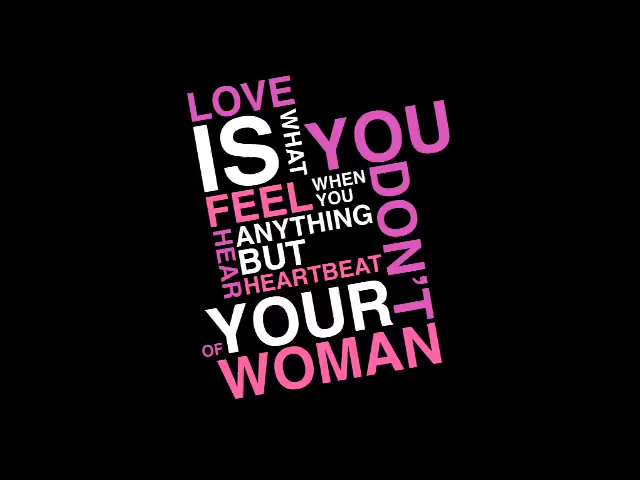 LOVE
IS WHAT YOU
FEEL WHEN
YOU
DON'T
HEAR ANYTHING
BUT
HEARTBEAT
OF YOUR
WOMAN